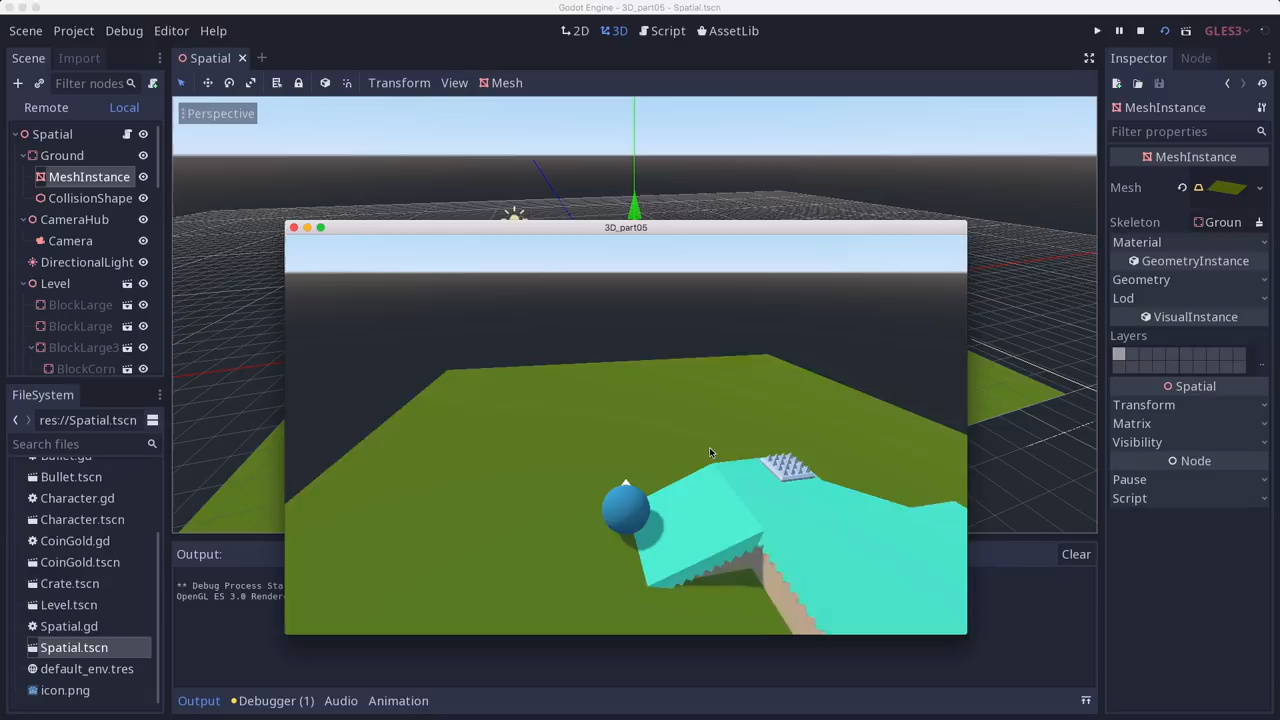 Godot Engine - 3D_part05 - Spatial.tscn
Scene Project Debug Editor Help
2D 3D Script AssetLib
GLES3
Scene Import
Spatial
Inspector Node
Filter nodes
Transform View Mesh
Remote Local
Perspective
MeshInstance
Filter properties
Spatial
Ground
MeshInstance
CollisionShape
CameraHub
Camera
DirectionalLight
Level
BlockLarge
BlockLarge
BlockLarge3
BlockCorn
MeshInstance
Mesh
Skeleton Groun
Material
GeometryInstance
Geometry
Lod
VisualInstance
Layers
Spatial
Transform
Matrix
Visibility
Node
Pause
Script
3D_part05
FileSystem
res://Spatial.tscn
Search files
Bullet.gd
Bullet.tscn
Character.gd
Character.tscn
CoinGold.gd
CoinGold.tscn
Crate.tscn
Level.tscn
Spatial.gd
Spatial.tscn
default_env.tres
icon.png
Output:
Clear
** Debug Process Sta
OpenGL ES 3.0 Render
Output Debugger (1) Audio Animation